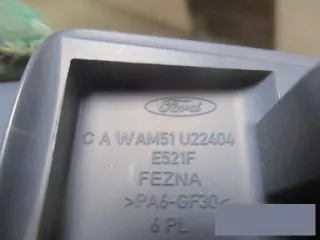 Ford
C A WAM51 U22404
E521F
FEZNA
>PA6-GF30<
6 PL